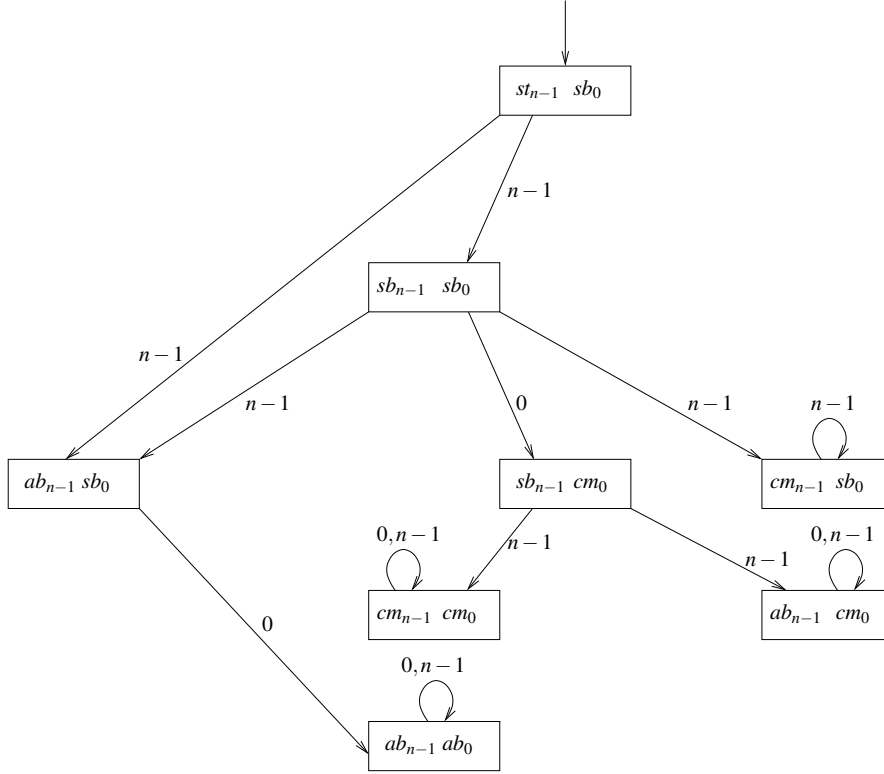 st_{n−1} sb_0
n − 1
sb_{n−1} sb_0
n − 1
n − 1
0
n − 1
n − 1
ab_{n−1} sb_0
sb_{n−1} cm_0
cm_{n−1} sb_0
0, n − 1
n − 1
0, n − 1
n − 1
cm_{n−1} cm_0
ab_{n−1} cm_0
0
0, n − 1
ab_{n−1} ab_0